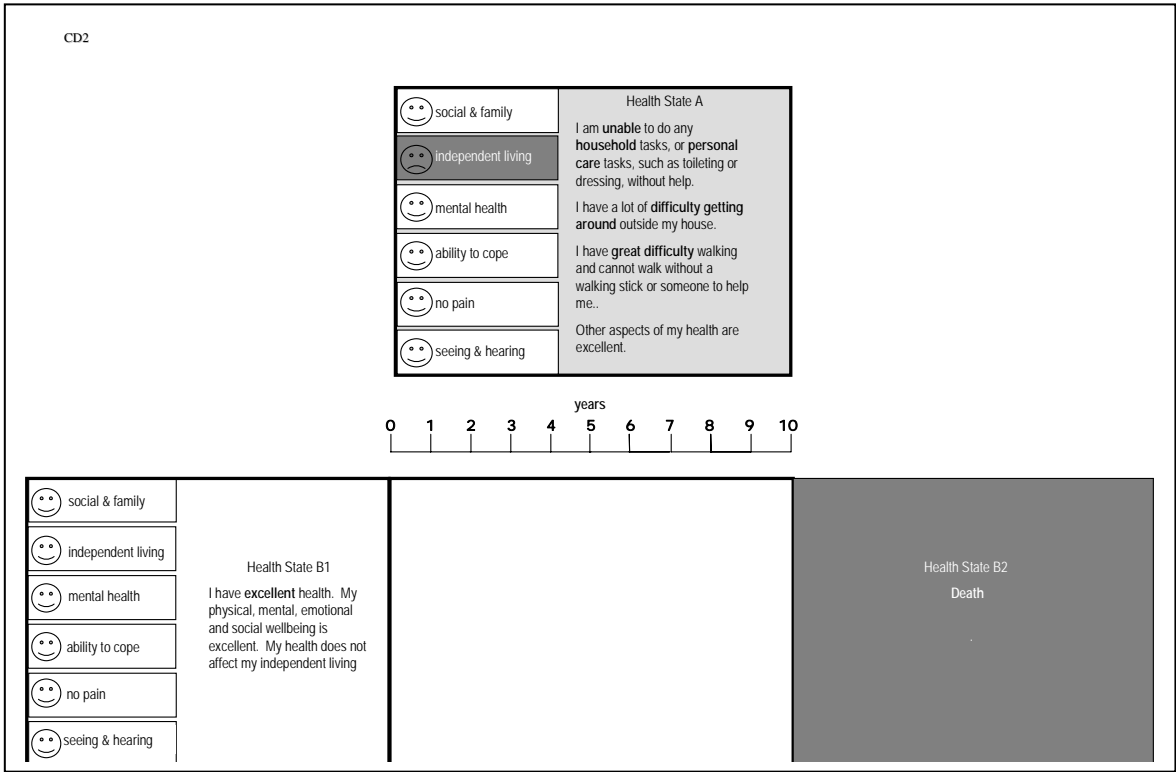 CD2
social & family
independent living
mental health
ability to cope
no pain
seeing & hearing
Health State A
I am unable to do any
household tasks, or personal
care tasks, such as toileting or
dressing, without help.
I have a lot of difficulty getting
around outside my house.
I have great difficulty walking
and cannot walk without a
walking stick or someone to help
me..
Other aspects of my health are
excellent.
years
0 1 2 3 4 5 6 7 8 9 10
social & family
independent living
mental health
ability to cope
no pain
seeing & hearing
Health State B1
I have excellent health. My
physical, mental, emotional
and social wellbeing is
excellent. My health does not
affect my independent living
Health State B2
Death
.